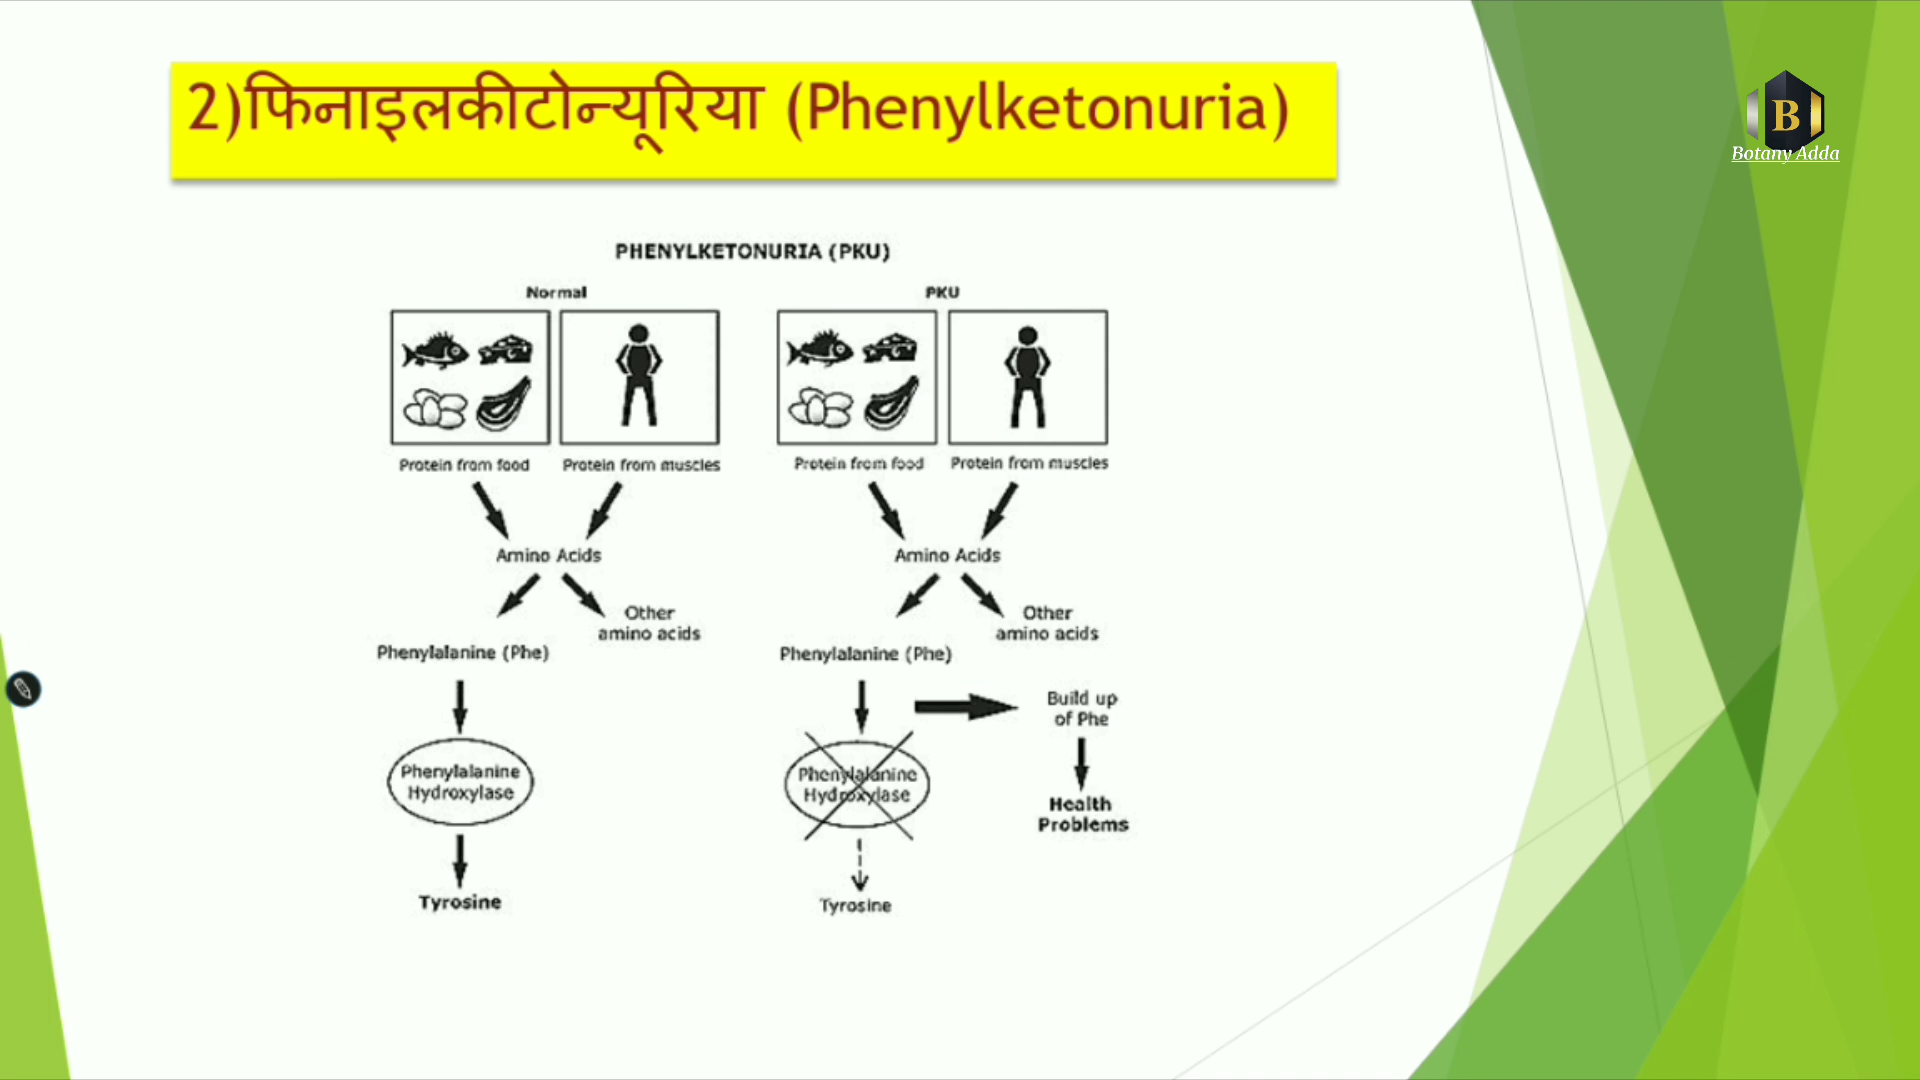 2)फिनाइलकीटोन्यूरिया (Phenylketonuria)
B
Botany Adda
PHENYLKETONURIA (PKU)
Normal
PKU
Protein from food
Protein from muscles
Protein from food
Protein from muscles
Amino Acids
Amino Acids
Other
amino acids
Other
amino acids
Phenylalanine (Phe)
Phenylalanine (Phe)
Build up
of Phe
Phenylalanine
Hydroxylase
Phenylalanine
Hydroxylase
Health
Problems
Tyrosine
Tyrosine